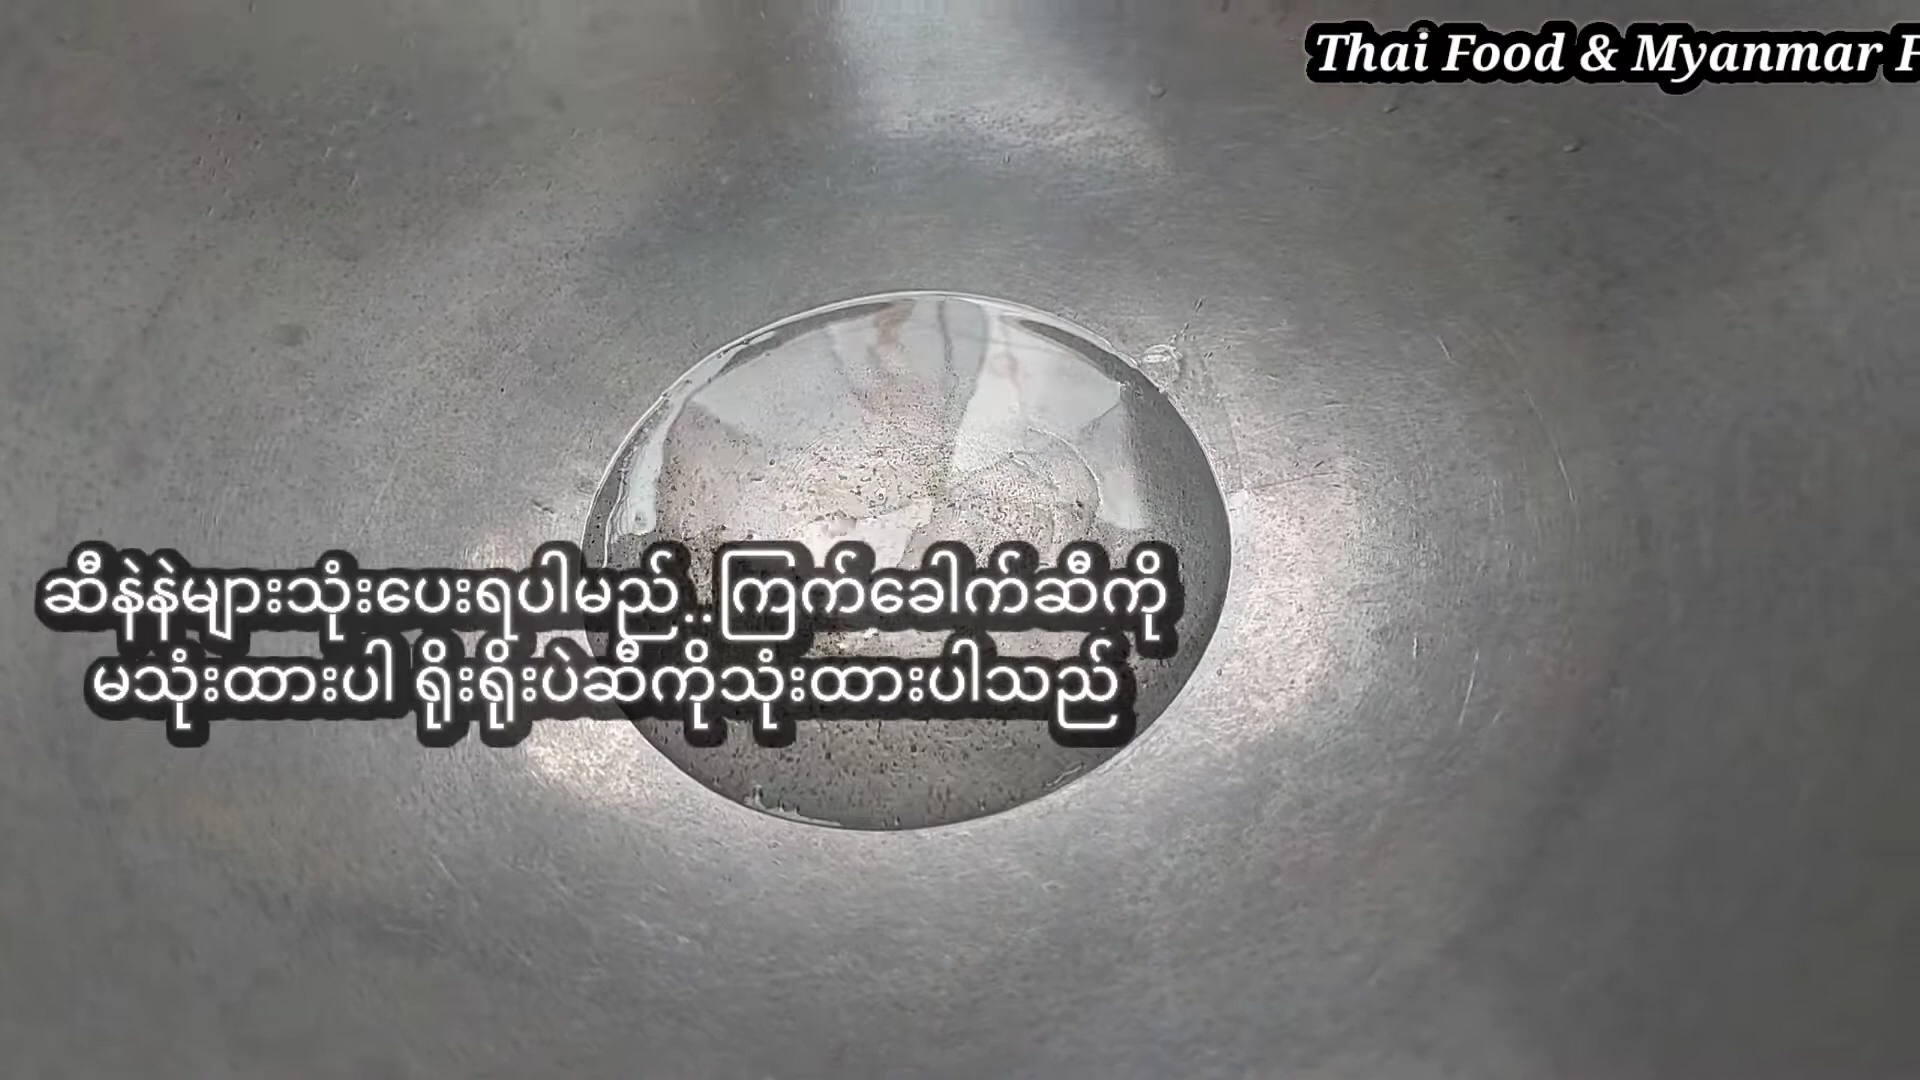 Thai Food & Myanmar F
ဆီနဲနဲများသုံးပေးရပါမည်..ကြက်ခေါက်ဆီကို
မသုံးထားပါ ရိုးရိုးပဲဆီကိုသုံးထားပါသည်